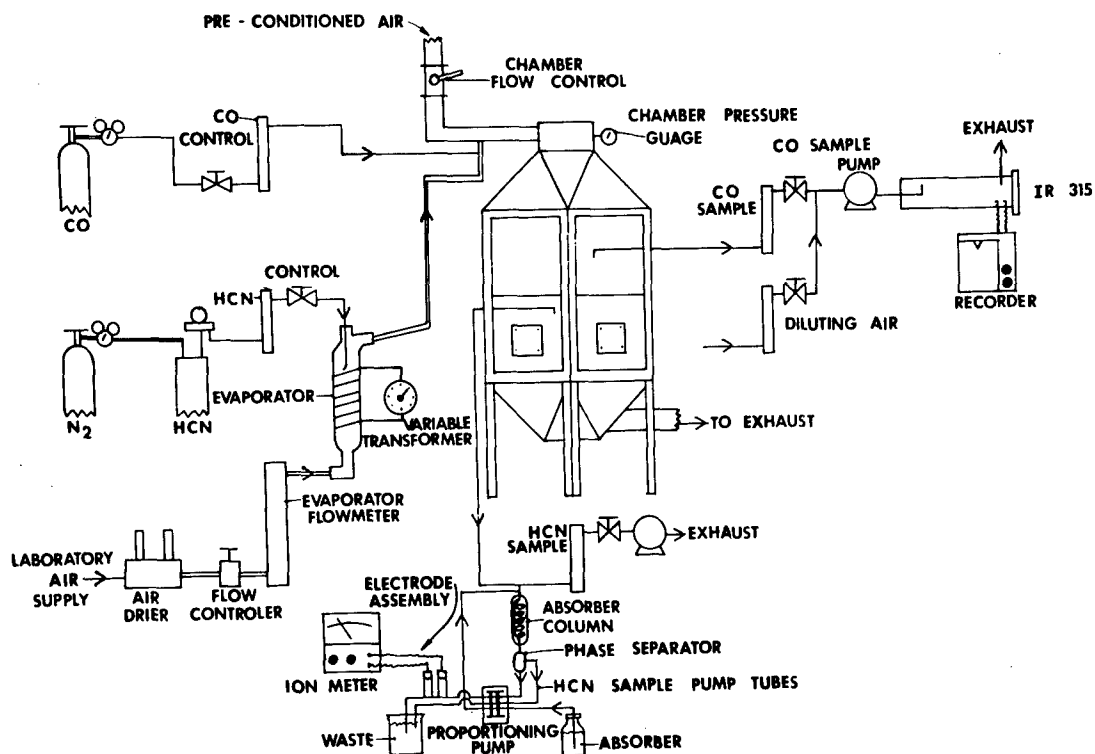 PRE - CONDITIONED AIR
CHAMBER
FLOW CONTROL
CO
CONTROL
CHAMBER PRESSURE
GUAGE
EXHAUST
CO SAMPLE
PUMP
CO
SAMPLE
IR 315
CO
CONTROL
HCN
RECORDER
DILUTING AIR
EVAPORATOR
VARIABLE
TRANSFORMER
N2
HCN
TO EXHAUST
EVAPORATOR
FLOWMETER
HCN
SAMPLE
EXHAUST
LABORATORY
AIR
SUPPLY
AIR
DRIER
FLOW
CONTROLER
ELECTRODE
ASSEMBLY
ABSORBER
COLUMN
PHASE SEPARATOR
ION METER
HCN SAMPLE PUMP TUBES
WASTE
PROPORTIONING
PUMP
ABSORBER